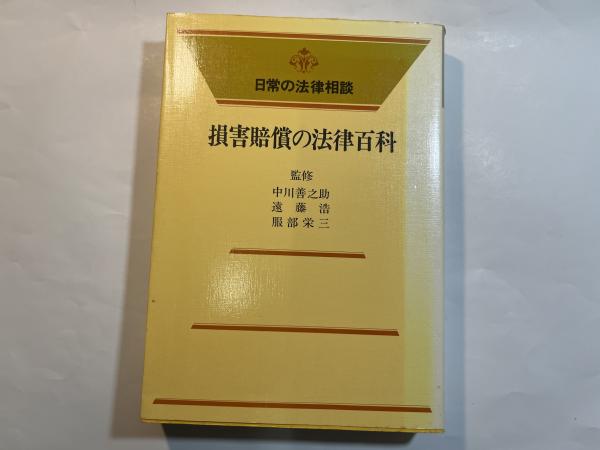 日常の法律相談
損害賠償の法律百科
監修
中川善之助
遠藤浩
服部栄三